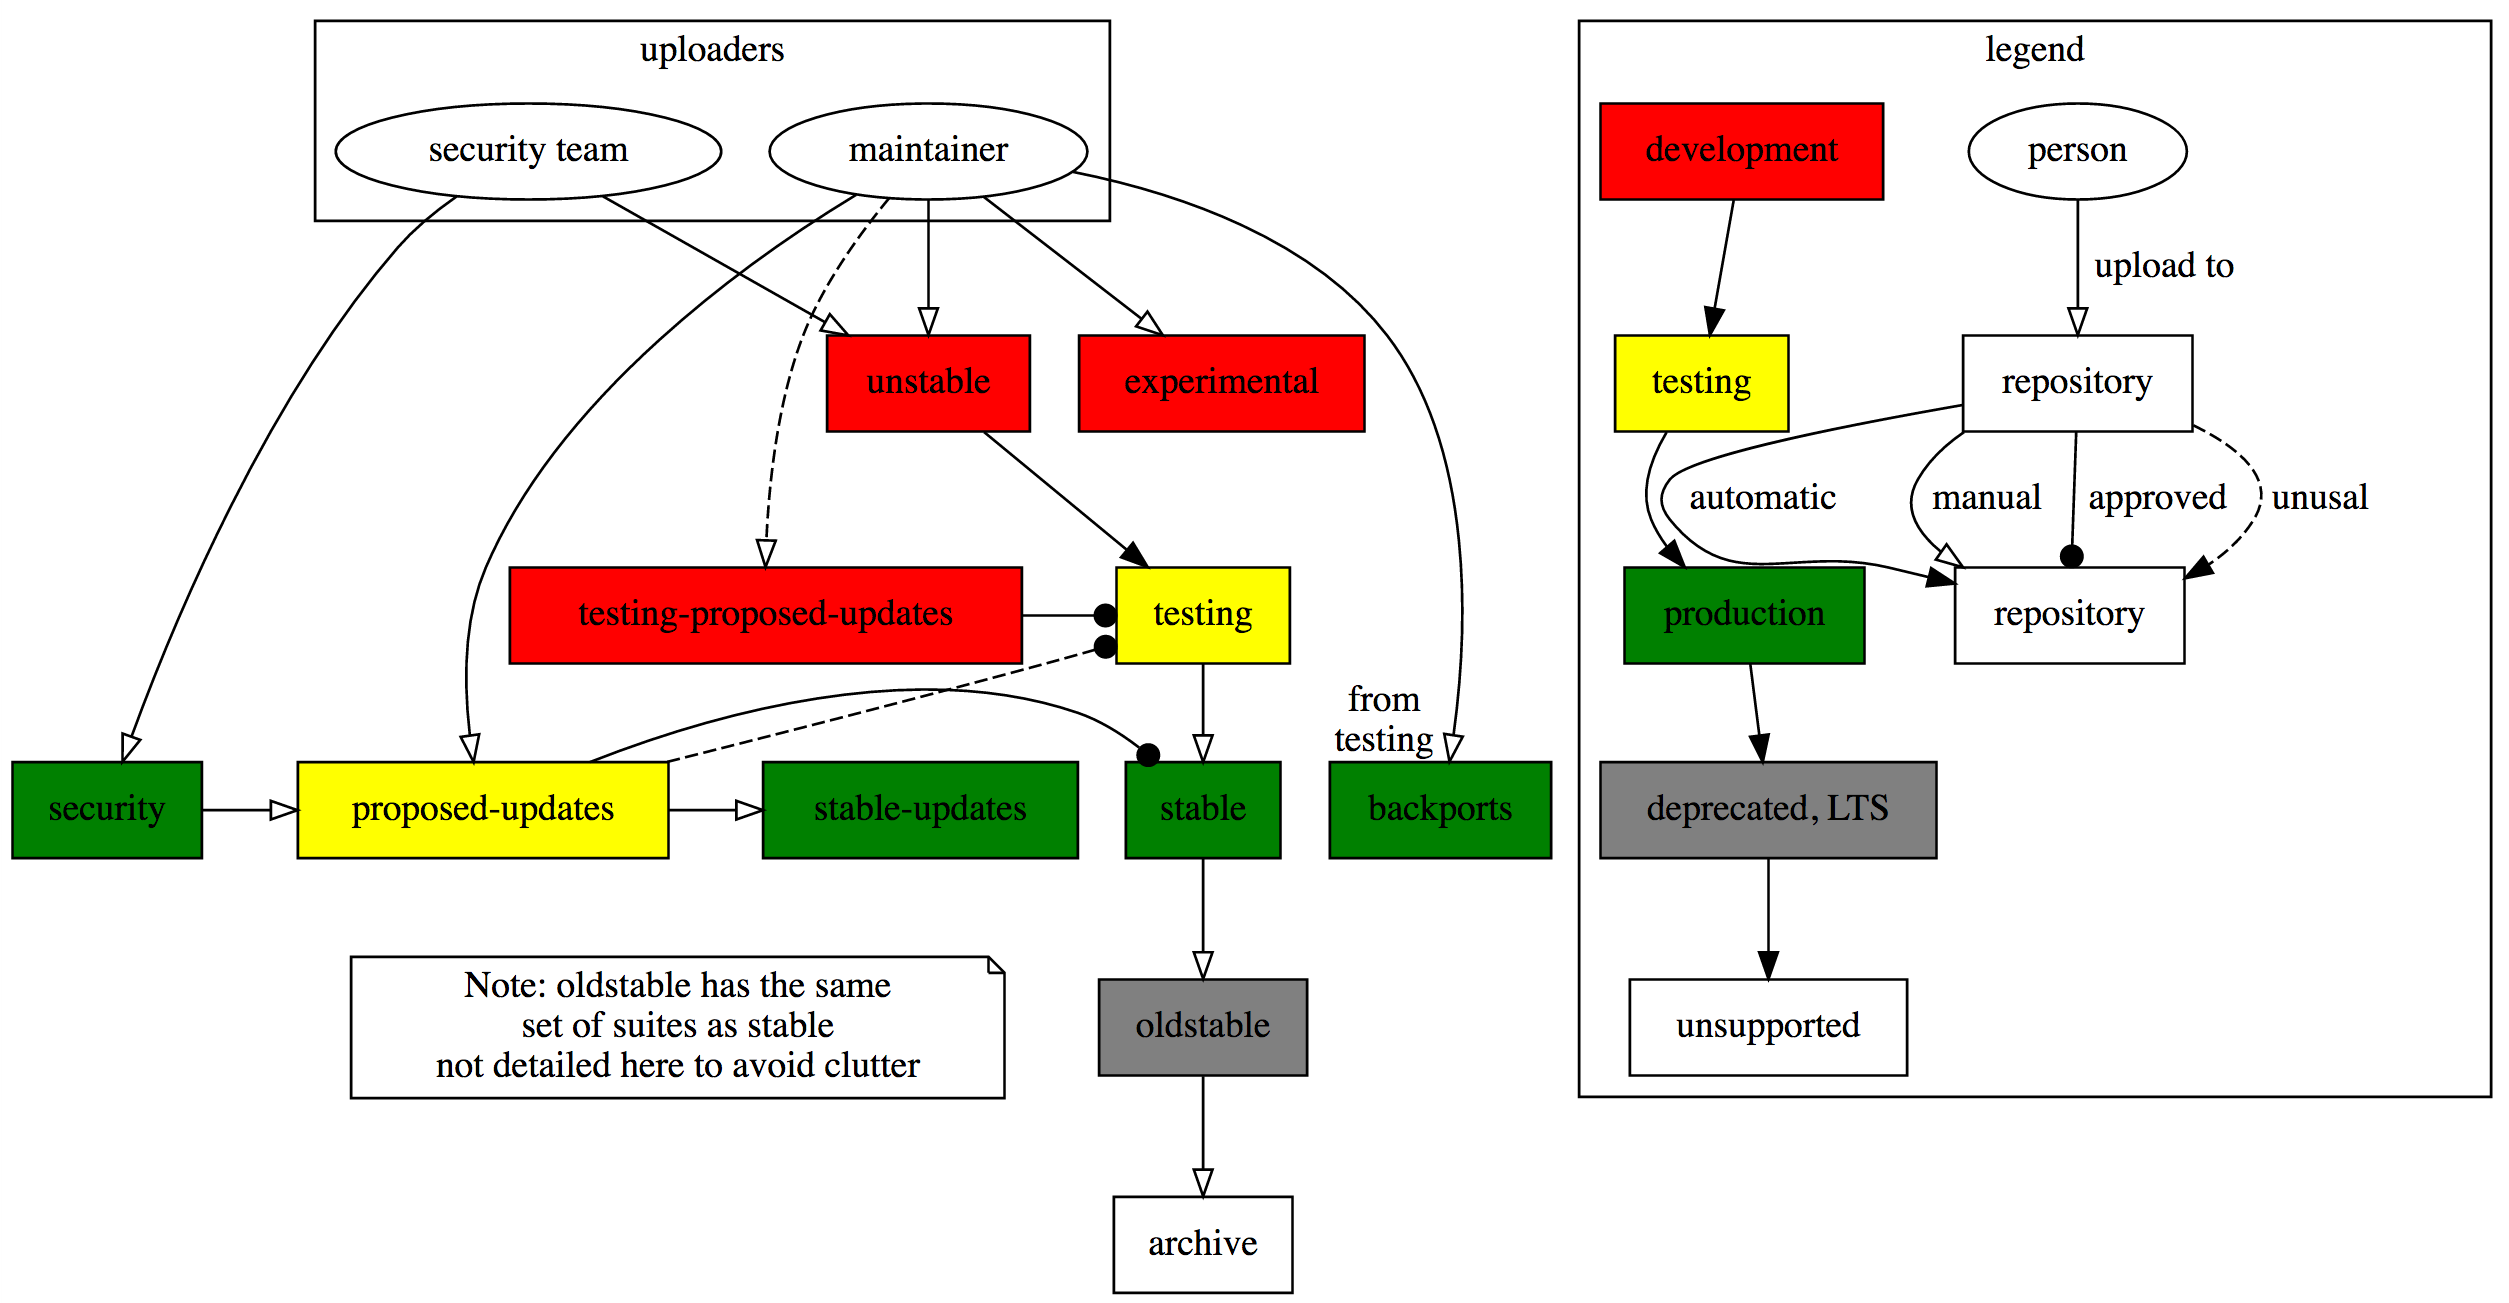 uploaders
security team
maintainer
unstable
experimental
testing-proposed-updates
testing
from
testing
security
proposed-updates
stable-updates
stable
backports
Note: oldstable has the same
set of suites as stable
not detailed here to avoid clutter
oldstable
archive
legend
development
person
upload to
testing
repository
automatic
manual
approved
unusal
production
repository
deprecated, LTS
unsupported